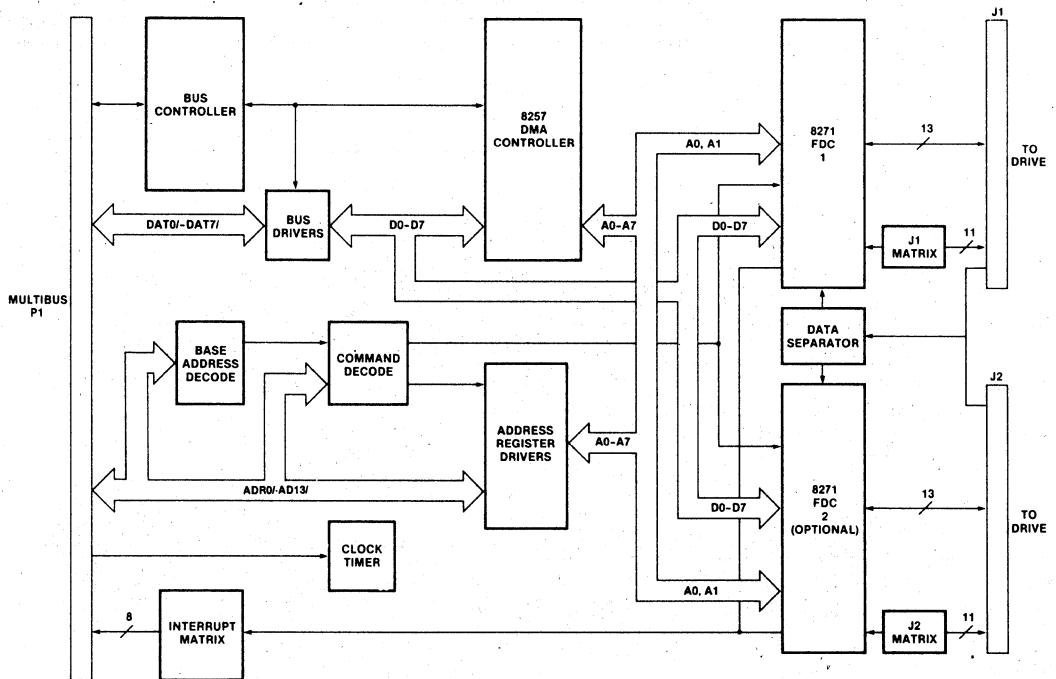 MULTIBUS
P1
BUS
CONTROLLER
8257
DMA
CONTROLLER
BUS
DRIVERS
DAT0/-DAT7/
D0-D7
A0-A7
A0, A1
D0-D7
8271
FDC
1
13
J1
TO
DRIVE
J1
MATRIX
11
DATA
SEPARATOR
BASE
ADDRESS
DECODE
COMMAND
DECODE
ADDRESS
REGISTER
DRIVERS
A0-A7
ADR0/-AD13/
D0-D7
A0, A1
8271
FDC
2
(OPTIONAL)
13
J2
TO
DRIVE
J2
MATRIX
11
CLOCK
TIMER
8
INTERRUPT
MATRIX